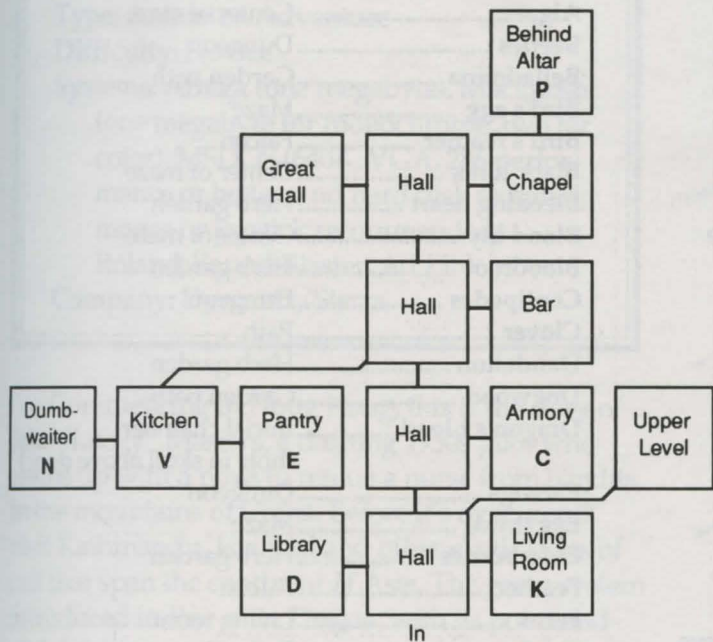 Behind
Altar
P
Great
Hall
Hall
Chapel
Hall
Bar
Dumb-
waiter
N
Kitchen
V
Pantry
E
Hall
Armory
C
Upper
Level
Library
D
Hall
Living
Room
K
In